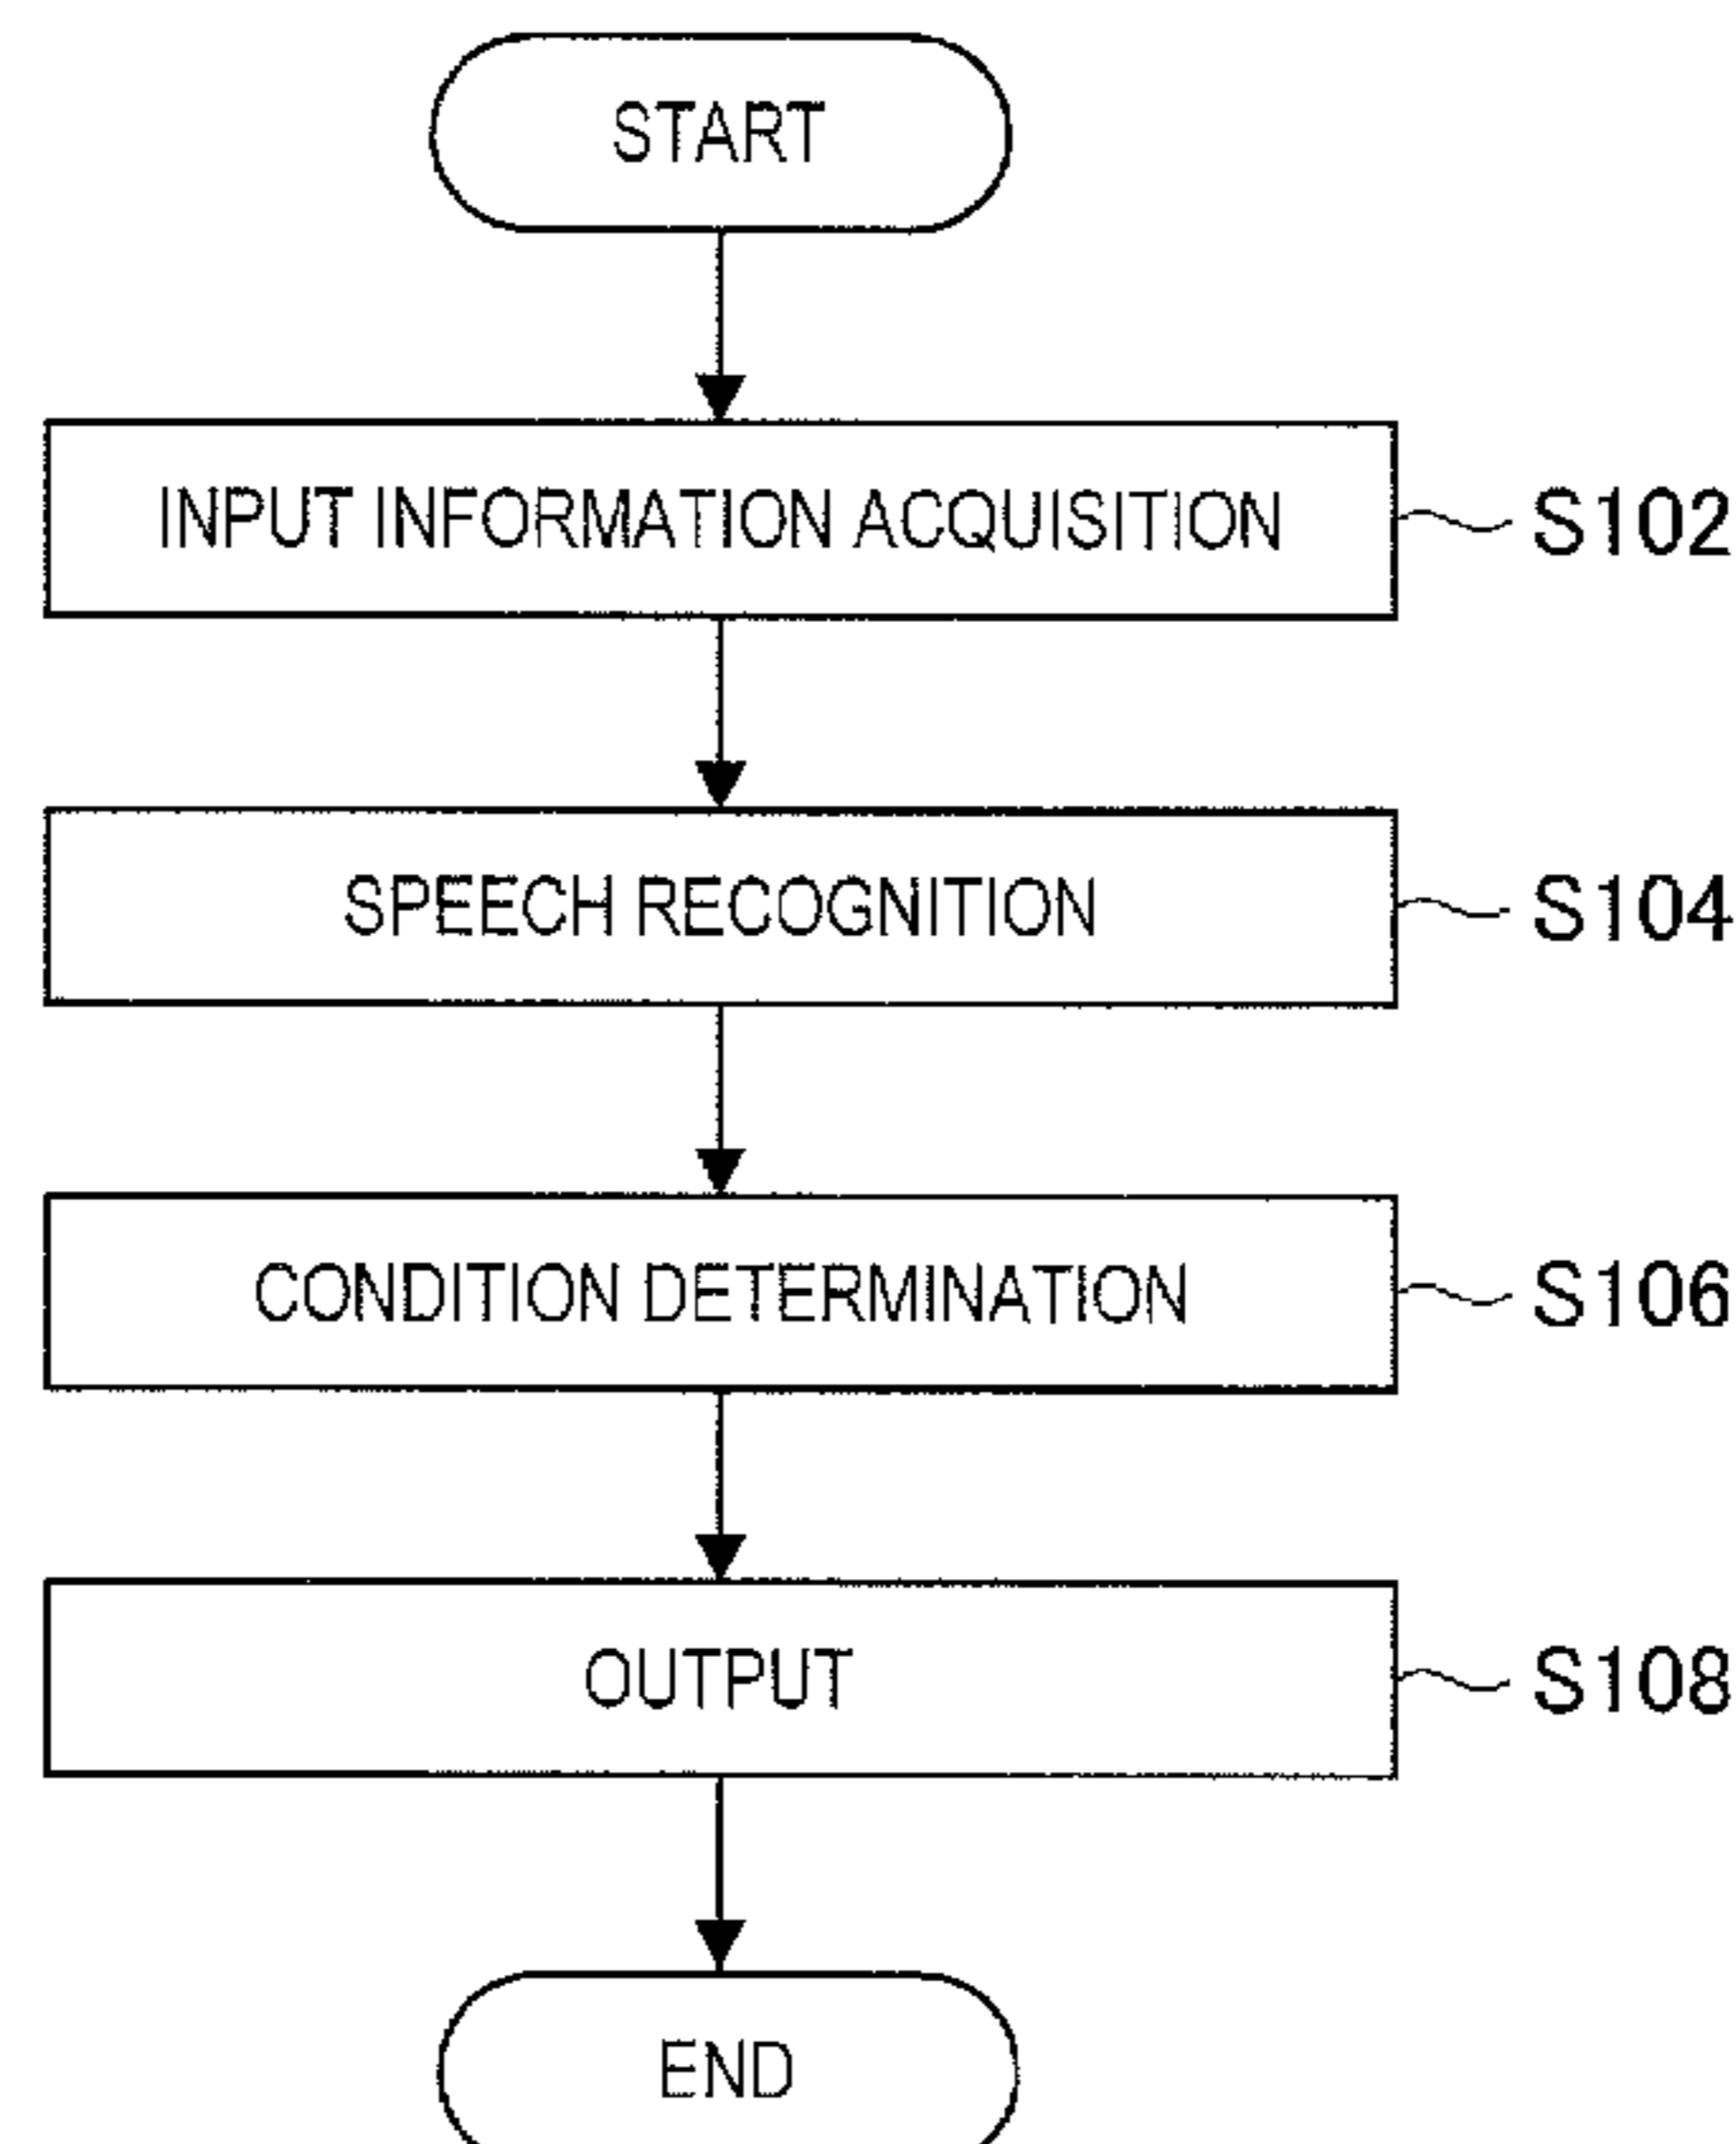 START
INPUT INFORMATION ACQUISITION S102
SPEECH RECOGNITION S104
CONDITION DETERMINATION S106
OUTPUT S108
END